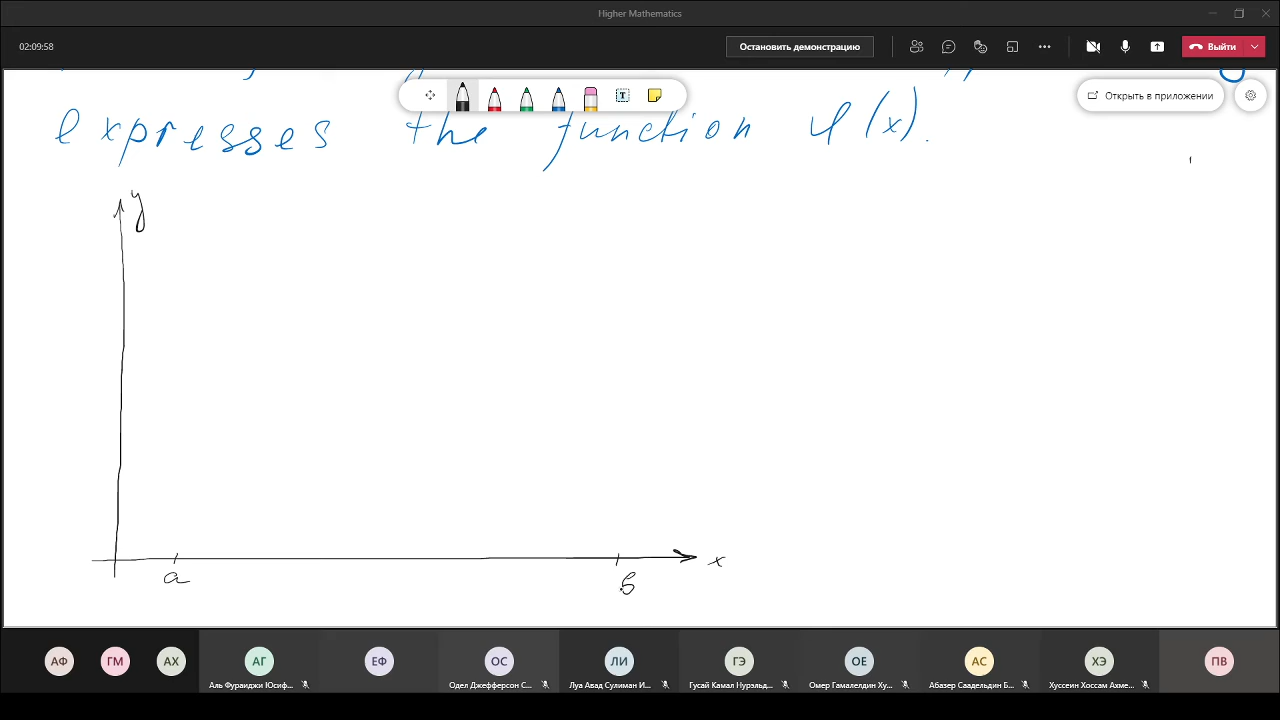 Higher Mathematics
02:09:58
Остановить демонстрацию
Выйти
Открыть в приложении
expresses the function φ(x).
y
a
b
x
АФ
ГМ
АХ
АГ
ЕФ
ОС
ЛИ
ГЭ
ОЕ
АС
ХЭ
ПВ
Аль Фураиджи Юсиф...
Одел Джефферсон С...
Луа Авад Сулиман И...
Гусай Камал Нурэльд...
Омер Гамалелдин Ху...
Абазер Саадельдин Б...
Хуссеин Хоссам Ахме...